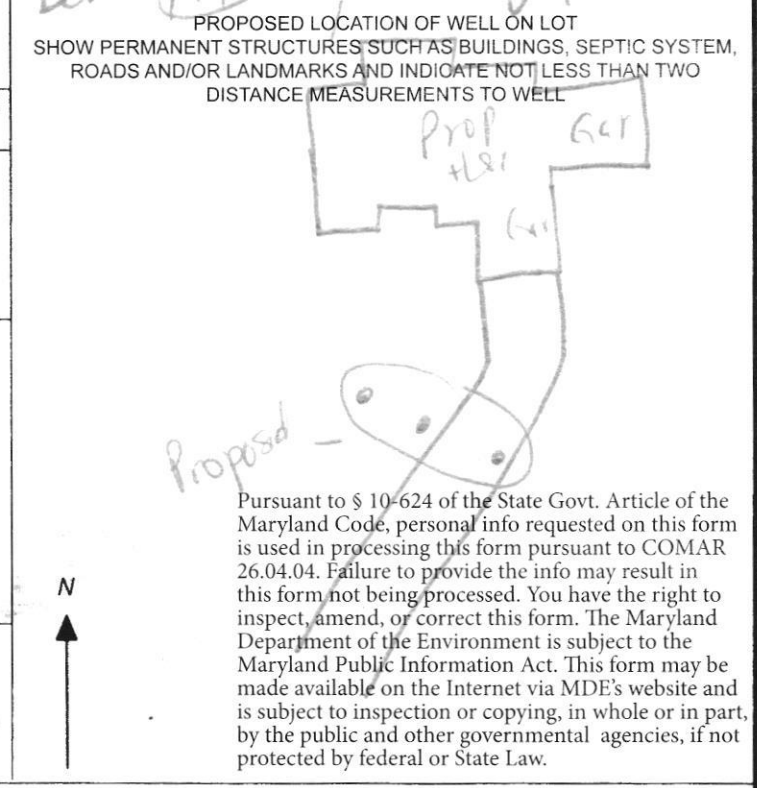 PROPOSED LOCATION OF WELL ON LOT
SHOW PERMANENT STRUCTURES SUCH AS BUILDINGS, SEPTIC SYSTEM,
ROADS AND/OR LANDMARKS AND INDICATE NOT LESS THAN TWO
DISTANCE MEASUREMENTS TO WELL
Prop
Gar
Gar
Proposed
Pursuant to § 10-624 of the State Govt. Article of the
Maryland Code, personal info requested on this form
is used in processing this form pursuant to COMAR
26.04.04. Failure to provide the info may result in
this form not being processed. You have the right to
inspect, amend, or correct this form. The Maryland
Department of the Environment is subject to the
Maryland Public Information Act. This form may be
made available on the Internet via MDE's website and
is subject to inspection or copying, in whole or in part,
by the public and other governmental agencies, if not
protected by federal or State Law.
N